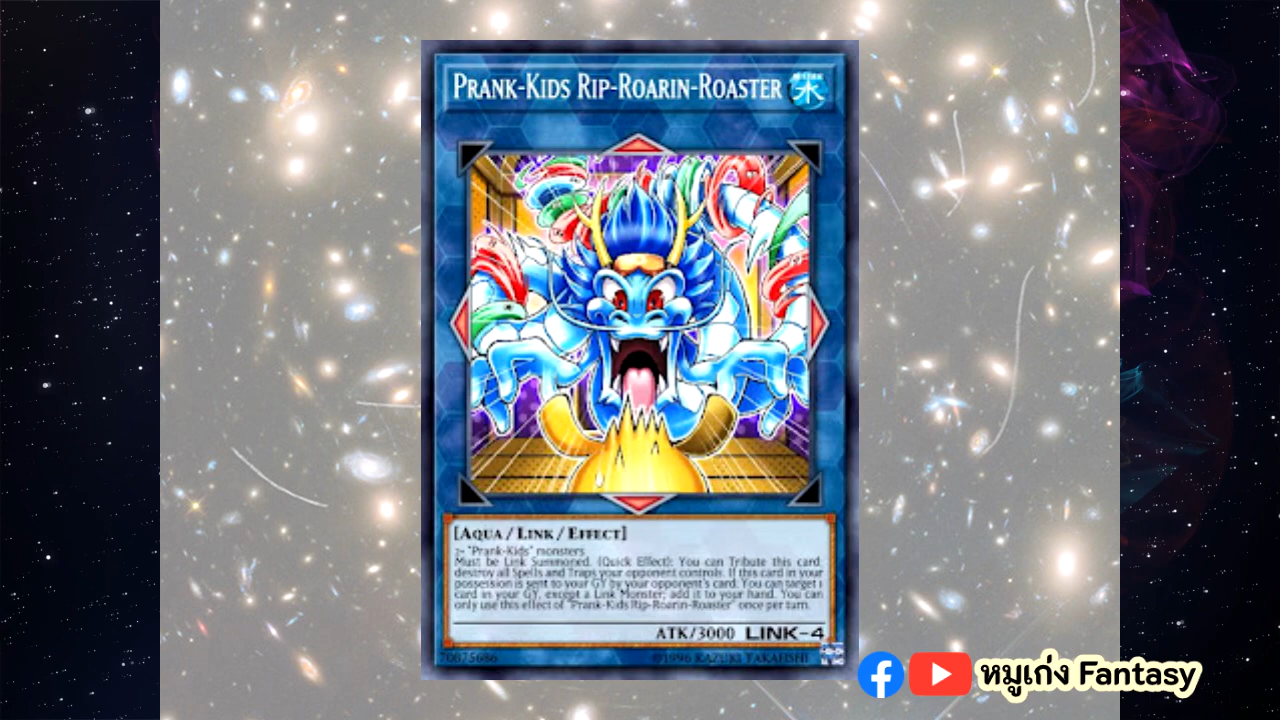 PRANK-KIDS RIP-ROARIN-ROASTER
[AQUA / LINK / EFFECT]
2+ "Prank-Kids" monsters
Must be Link Summoned. (Quick Effect): You can Tribute this card,
destroy all Spells and Traps your opponent controls. If this card in your
possession is sent to your GY by your opponent's card: You can target 1
card in your GY, except a Link Monster; add it to your hand. You can
only use this effect of "Prank-Kids Rip-Roarin-Roaster" once per turn.
ATK/3000 LINK-4
70875686 ©1996 KAZUKI TAKAHASHI
หมูเก่ง Fantasy